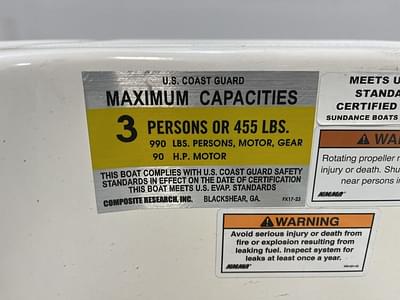 U.S. COAST GUARD
MAXIMUM CAPACITIES
3 PERSONS OR 455 LBS.
990 LBS. PERSONS, MOTOR, GEAR
90 H.P. MOTOR
THIS BOAT COMPLIES WITH U.S. COAST GUARD SAFETY
STANDARDS IN EFFECT ON THE DATE OF CERTIFICATION
THIS BOAT MEETS U.S. EVAP. STANDARDS
COMPOSITE RESEARCH, INC. BLACKSHEAR, GA. FX17-23
MEETS U
STANDA
CERTIFIED
SUNDANCE BOATS
WA
Rotating propeller m
injury or death. Shu
near persons i
NMMA
WARNING
Avoid serious injury or death from
fire or explosion resulting from
leaking fuel. Inspect system for
leaks at least once a year.
NMMA